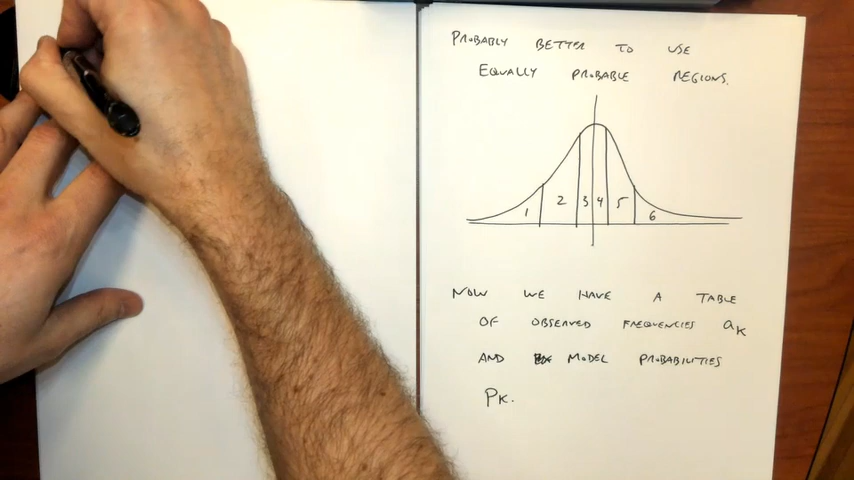 PROBABLY BETTER TO USE
EQUALLY PROBABLE REGIONS.
1 2 3 4 5 6
NOW WE HAVE A TABLE
OF OBSERVED FREQUENCIES aK
AND MODEL PROBABILITIES
PK.